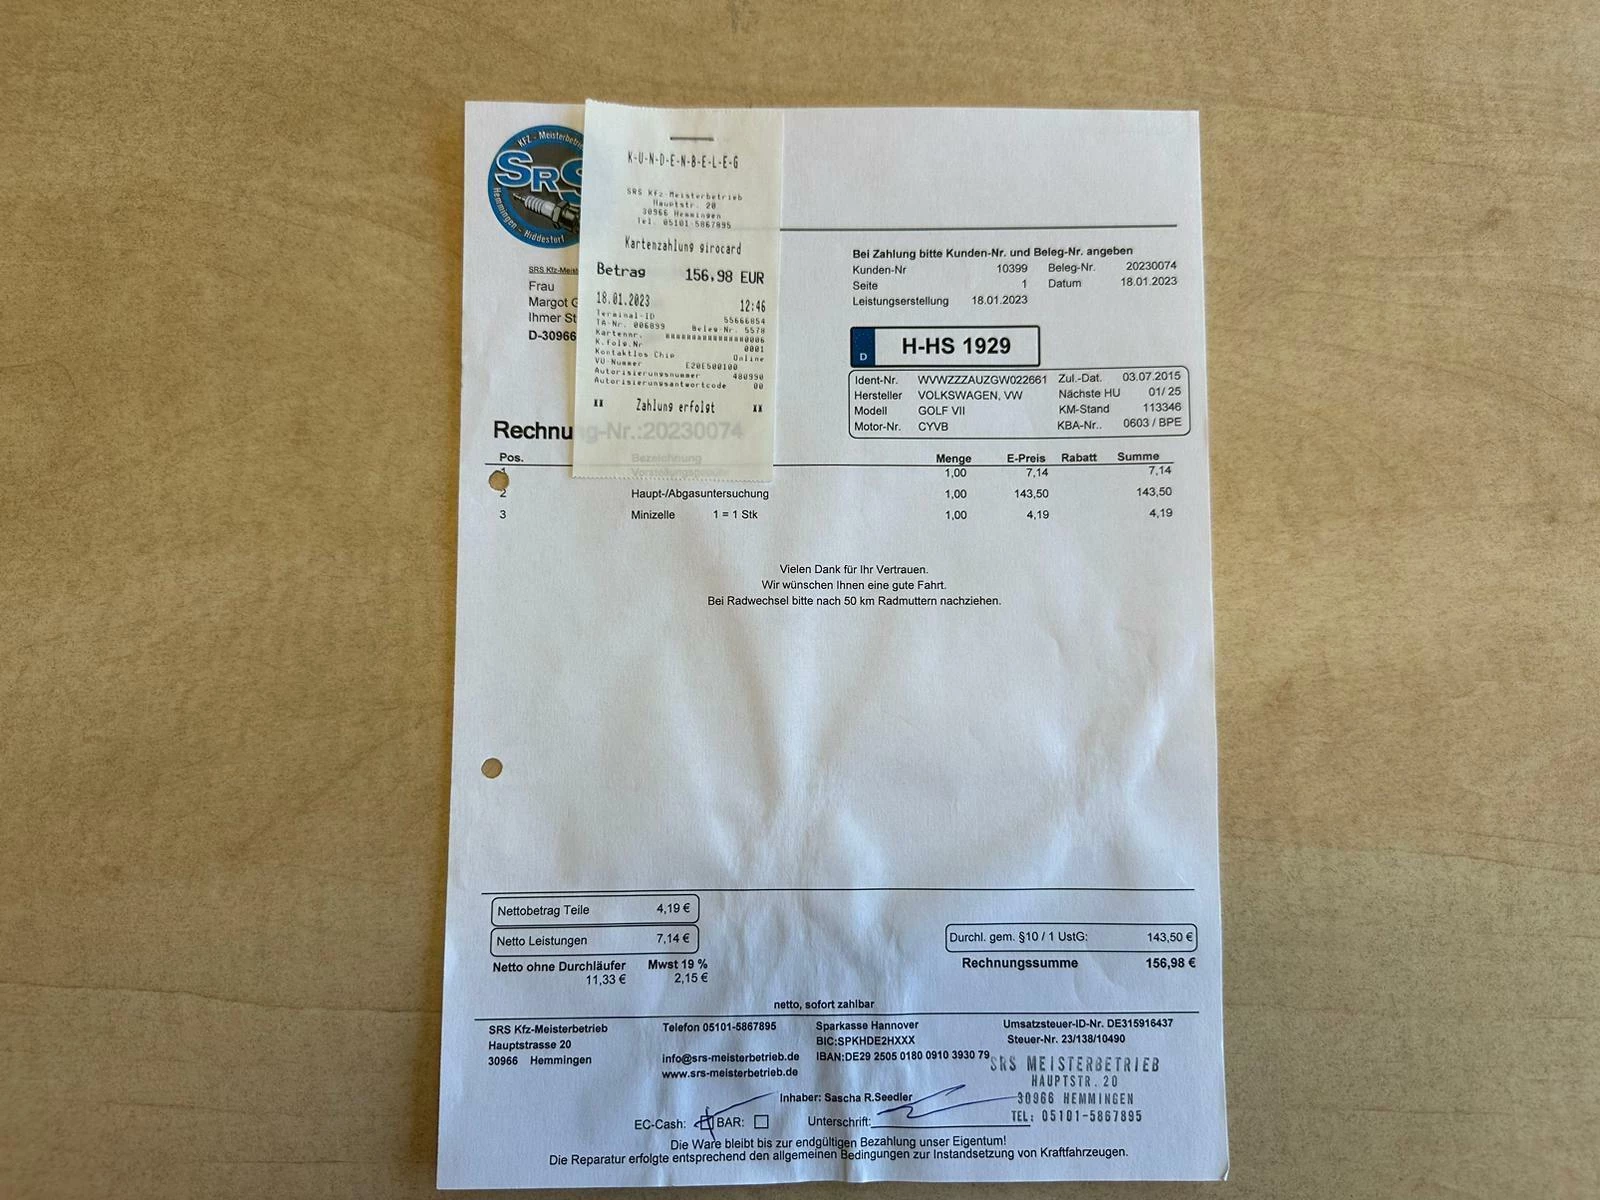 KFZ - Meisterbetrieb
SRS
Hemmingen - Hiddestorf
K-U-N-D-E-N-B-E-L-E-G
SRS Kfz-Meisterbetrieb
Hauptstr. 20
30966 Hemmingen
Tel. 05101-5867895
Kartenzahlung girocard
Betrag 156,98 EUR
18.01.2023 12:46
Terminal-ID 55666854
TA-Nr. 006899 Beleg-Nr. 5578
Kartennr. ###############0006
K.folg.Nr 0001
Kontaktlos Chip Online
VU-Nummer E20E500100
Autorisierungsnummer 480990
Autorisierungsantwortcode 00
** Zahlung erfolgt **
SRS Kfz-Meist
Frau
Margot G
Ihmer St
D-30966
Bei Zahlung bitte Kunden-Nr. und Beleg-Nr. angeben
Kunden-Nr 10399 Beleg-Nr. 20230074
Seite 1 Datum 18.01.2023
Leistungserstellung 18.01.2023
D H-HS 1929
Ident-Nr. WVWZZZAUZGW022661 Zul.-Dat. 03.07.2015
Hersteller VOLKSWAGEN, VW Nächste HU 01/ 25
Modell GOLF VII KM-Stand 113346
Motor-Nr. CYVB KBA-Nr.. 0603 / BPE
Rechnung-Nr.:20230074
Pos. Bezeichnung Menge E-Preis Rabatt Summe
1 Vorstellungsgebühr 1,00 7,14 7,14
2 Haupt-/Abgasuntersuchung 1,00 143,50 143,50
3 Minizelle 1 = 1 Stk 1,00 4,19 4,19
Vielen Dank für Ihr Vertrauen.
Wir wünschen Ihnen eine gute Fahrt.
Bei Radwechsel bitte nach 50 km Radmuttern nachziehen.
Nettobetrag Teile 4,19 €
Netto Leistungen 7,14 €
Durchl. gem. §10 / 1 UstG: 143,50 €
Netto ohne Durchläufer Mwst 19 %
11,33 € 2,15 €
Rechnungssumme 156,98 €
netto, sofort zahlbar
SRS Kfz-Meisterbetrieb Telefon 05101-5867895 Sparkasse Hannover Umsatzsteuer-ID-Nr. DE315916437
Hauptstrasse 20 BIC:SPKHDE2HXXX Steuer-Nr. 23/138/10490
30966 Hemmingen info@srs-meisterbetrieb.de IBAN:DE29 2505 0180 0910 3930 79
www.srs-meisterbetrieb.de
SRS MEISTERBETRIEB
HAUPTSTR. 20
30966 HEMMINGEN
TEL: 05101-5867895
Inhaber: Sascha R.Seedler
EC-Cash: BAR: Unterschrift:
Die Ware bleibt bis zur endgültigen Bezahlung unser Eigentum!
Die Reparatur erfolgte entsprechend den allgemeinen Bedingungen zur Instandsetzung von Kraftfahrzeugen.